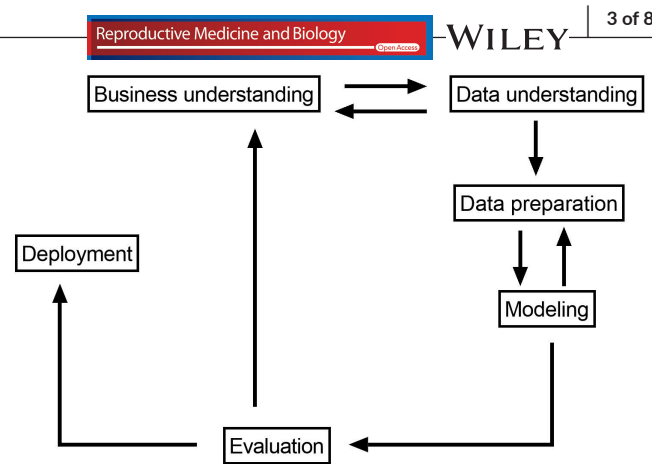 Reproductive Medicine and Biology
Open Access
WILEY
3 of 8
Business understanding
Data understanding
Data preparation
Deployment
Modeling
Evaluation